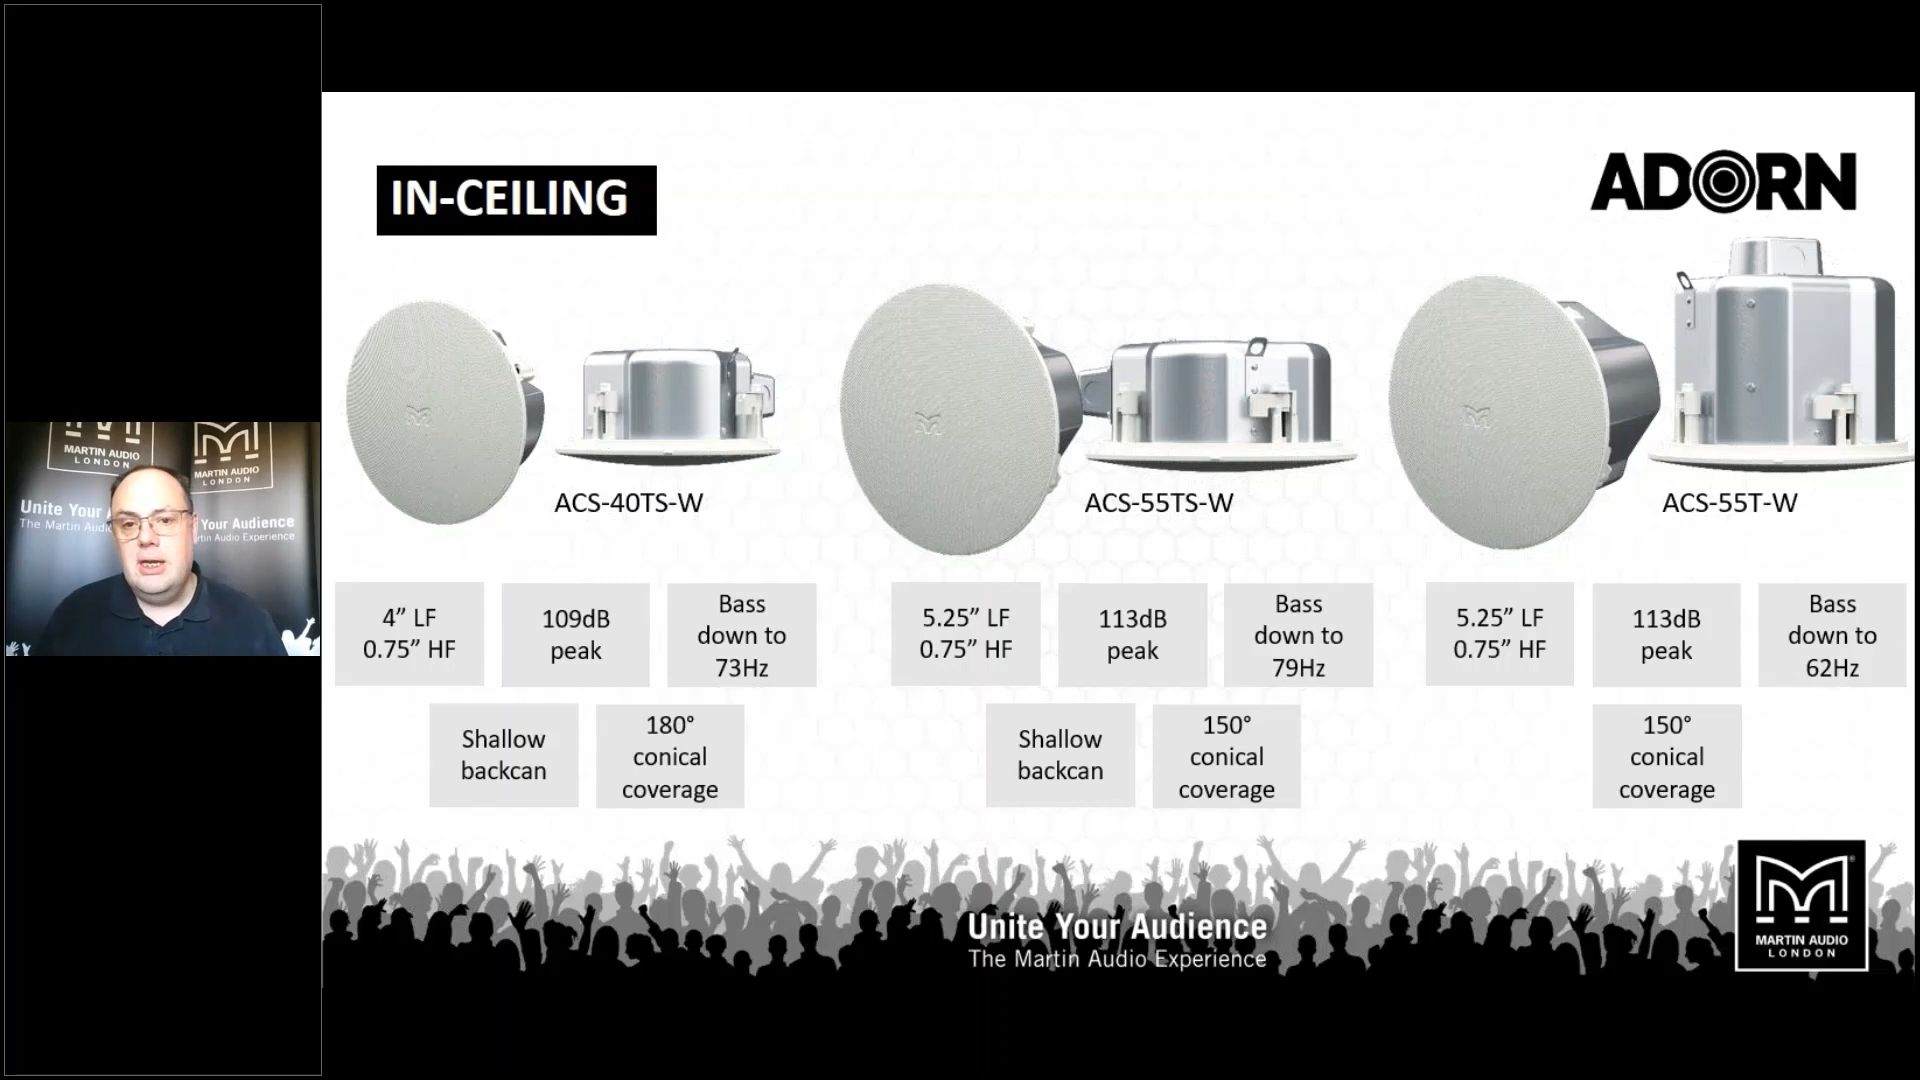 IN-CEILING
ADORN
ACS-40TS-W
ACS-55TS-W
ACS-55T-W
4” LF
0.75” HF
109dB
peak
Bass
down to
73Hz
Shallow
backcan
180°
conical
coverage
5.25” LF
0.75” HF
113dB
peak
Bass
down to
79Hz
Shallow
backcan
150°
conical
coverage
5.25” LF
0.75” HF
113dB
peak
Bass
down to
62Hz
150°
conical
coverage
Unite Your Audience
The Martin Audio Experience
MARTIN AUDIO
LONDON
MARTIN AUDIO
LONDON
MARTIN AUDIO
LONDON
Unite Your
The Martin
Your Audience
Audio Experience